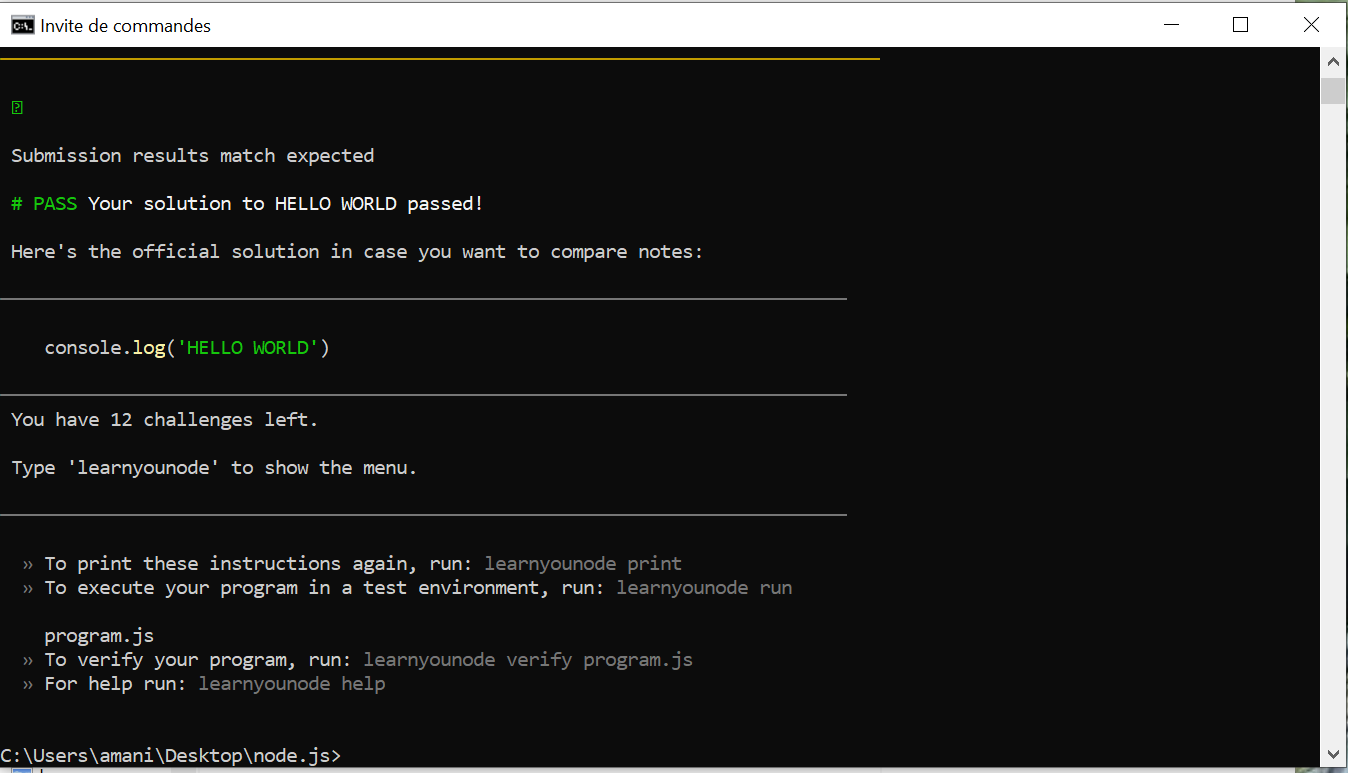 Invite de commandes
Submission results match expected
# PASS Your solution to HELLO WORLD passed!
Here's the official solution in case you want to compare notes:
console.log('HELLO WORLD')
You have 12 challenges left.
Type 'learnyounode' to show the menu.
» To print these instructions again, run: learnyounode print
» To execute your program in a test environment, run: learnyounode run
program.js
» To verify your program, run: learnyounode verify program.js
» For help run: learnyounode help
C:\Users\amani\Desktop\node.js>